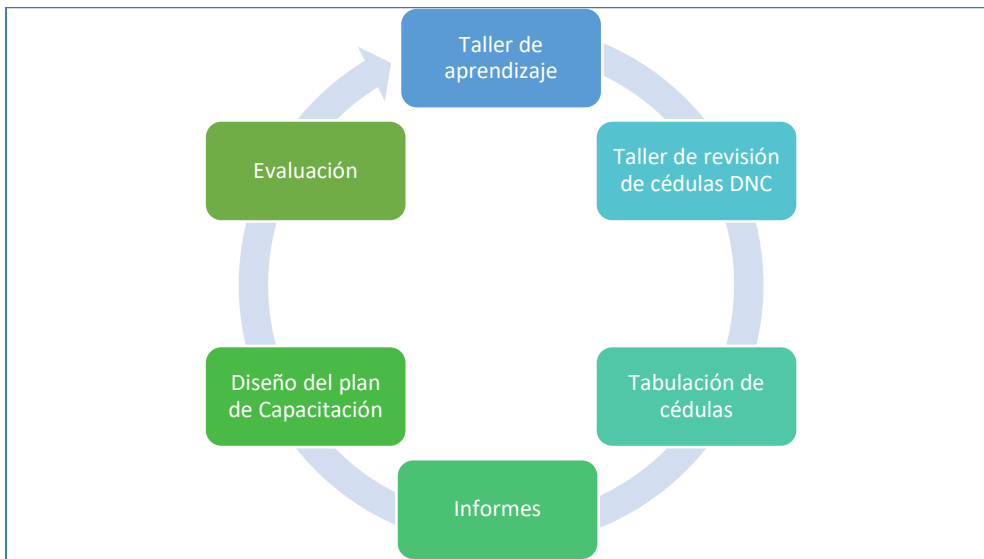 Taller de
aprendizaje
Taller de revisión
de cédulas DNC
Tabulación de
cédulas
Informes
Diseño del plan
de Capacitación
Evaluación